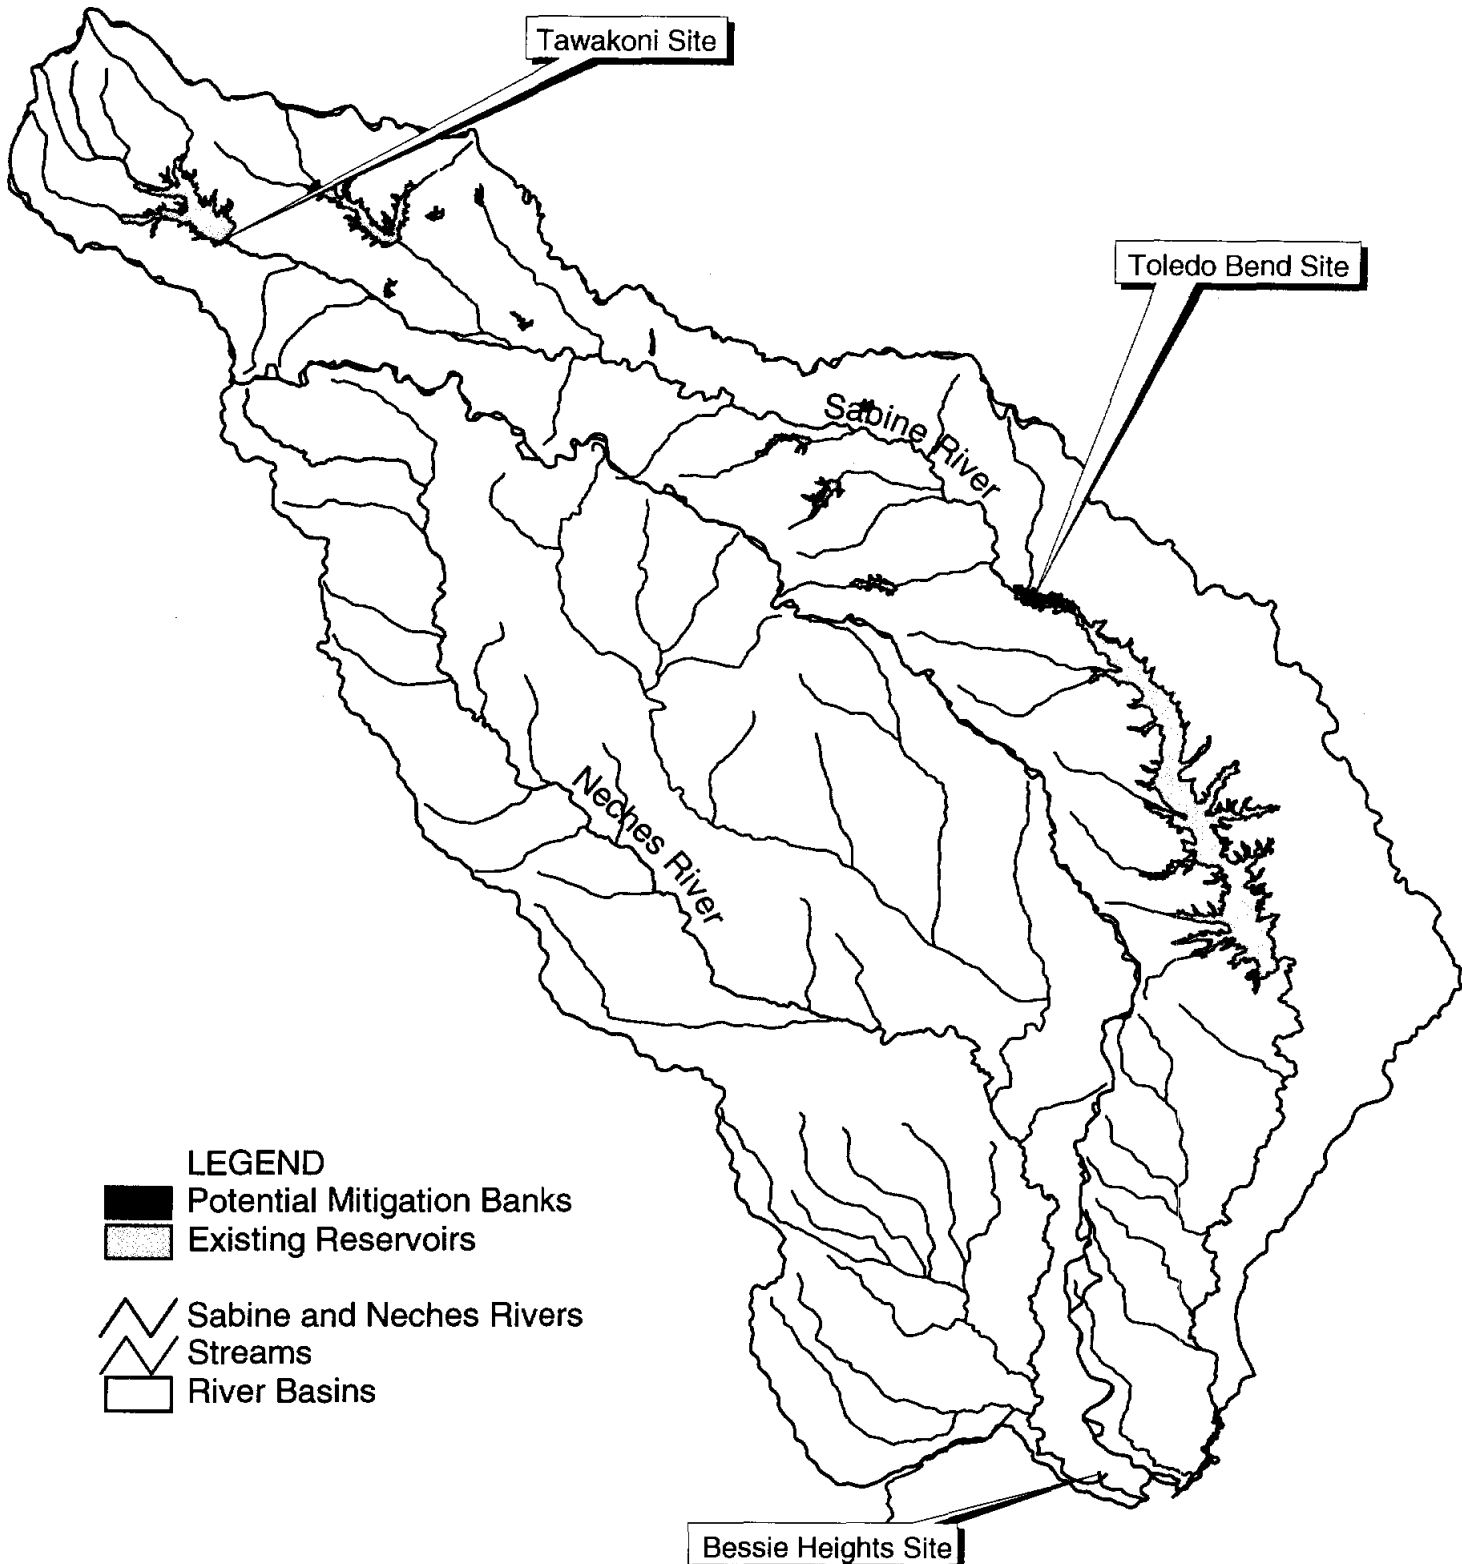 Tawakoni Site
Toledo Bend Site
Sabine River
Neches River
LEGEND
Potential Mitigation Banks
Existing Reservoirs
Sabine and Neches Rivers
Streams
River Basins
Bessie Heights Site